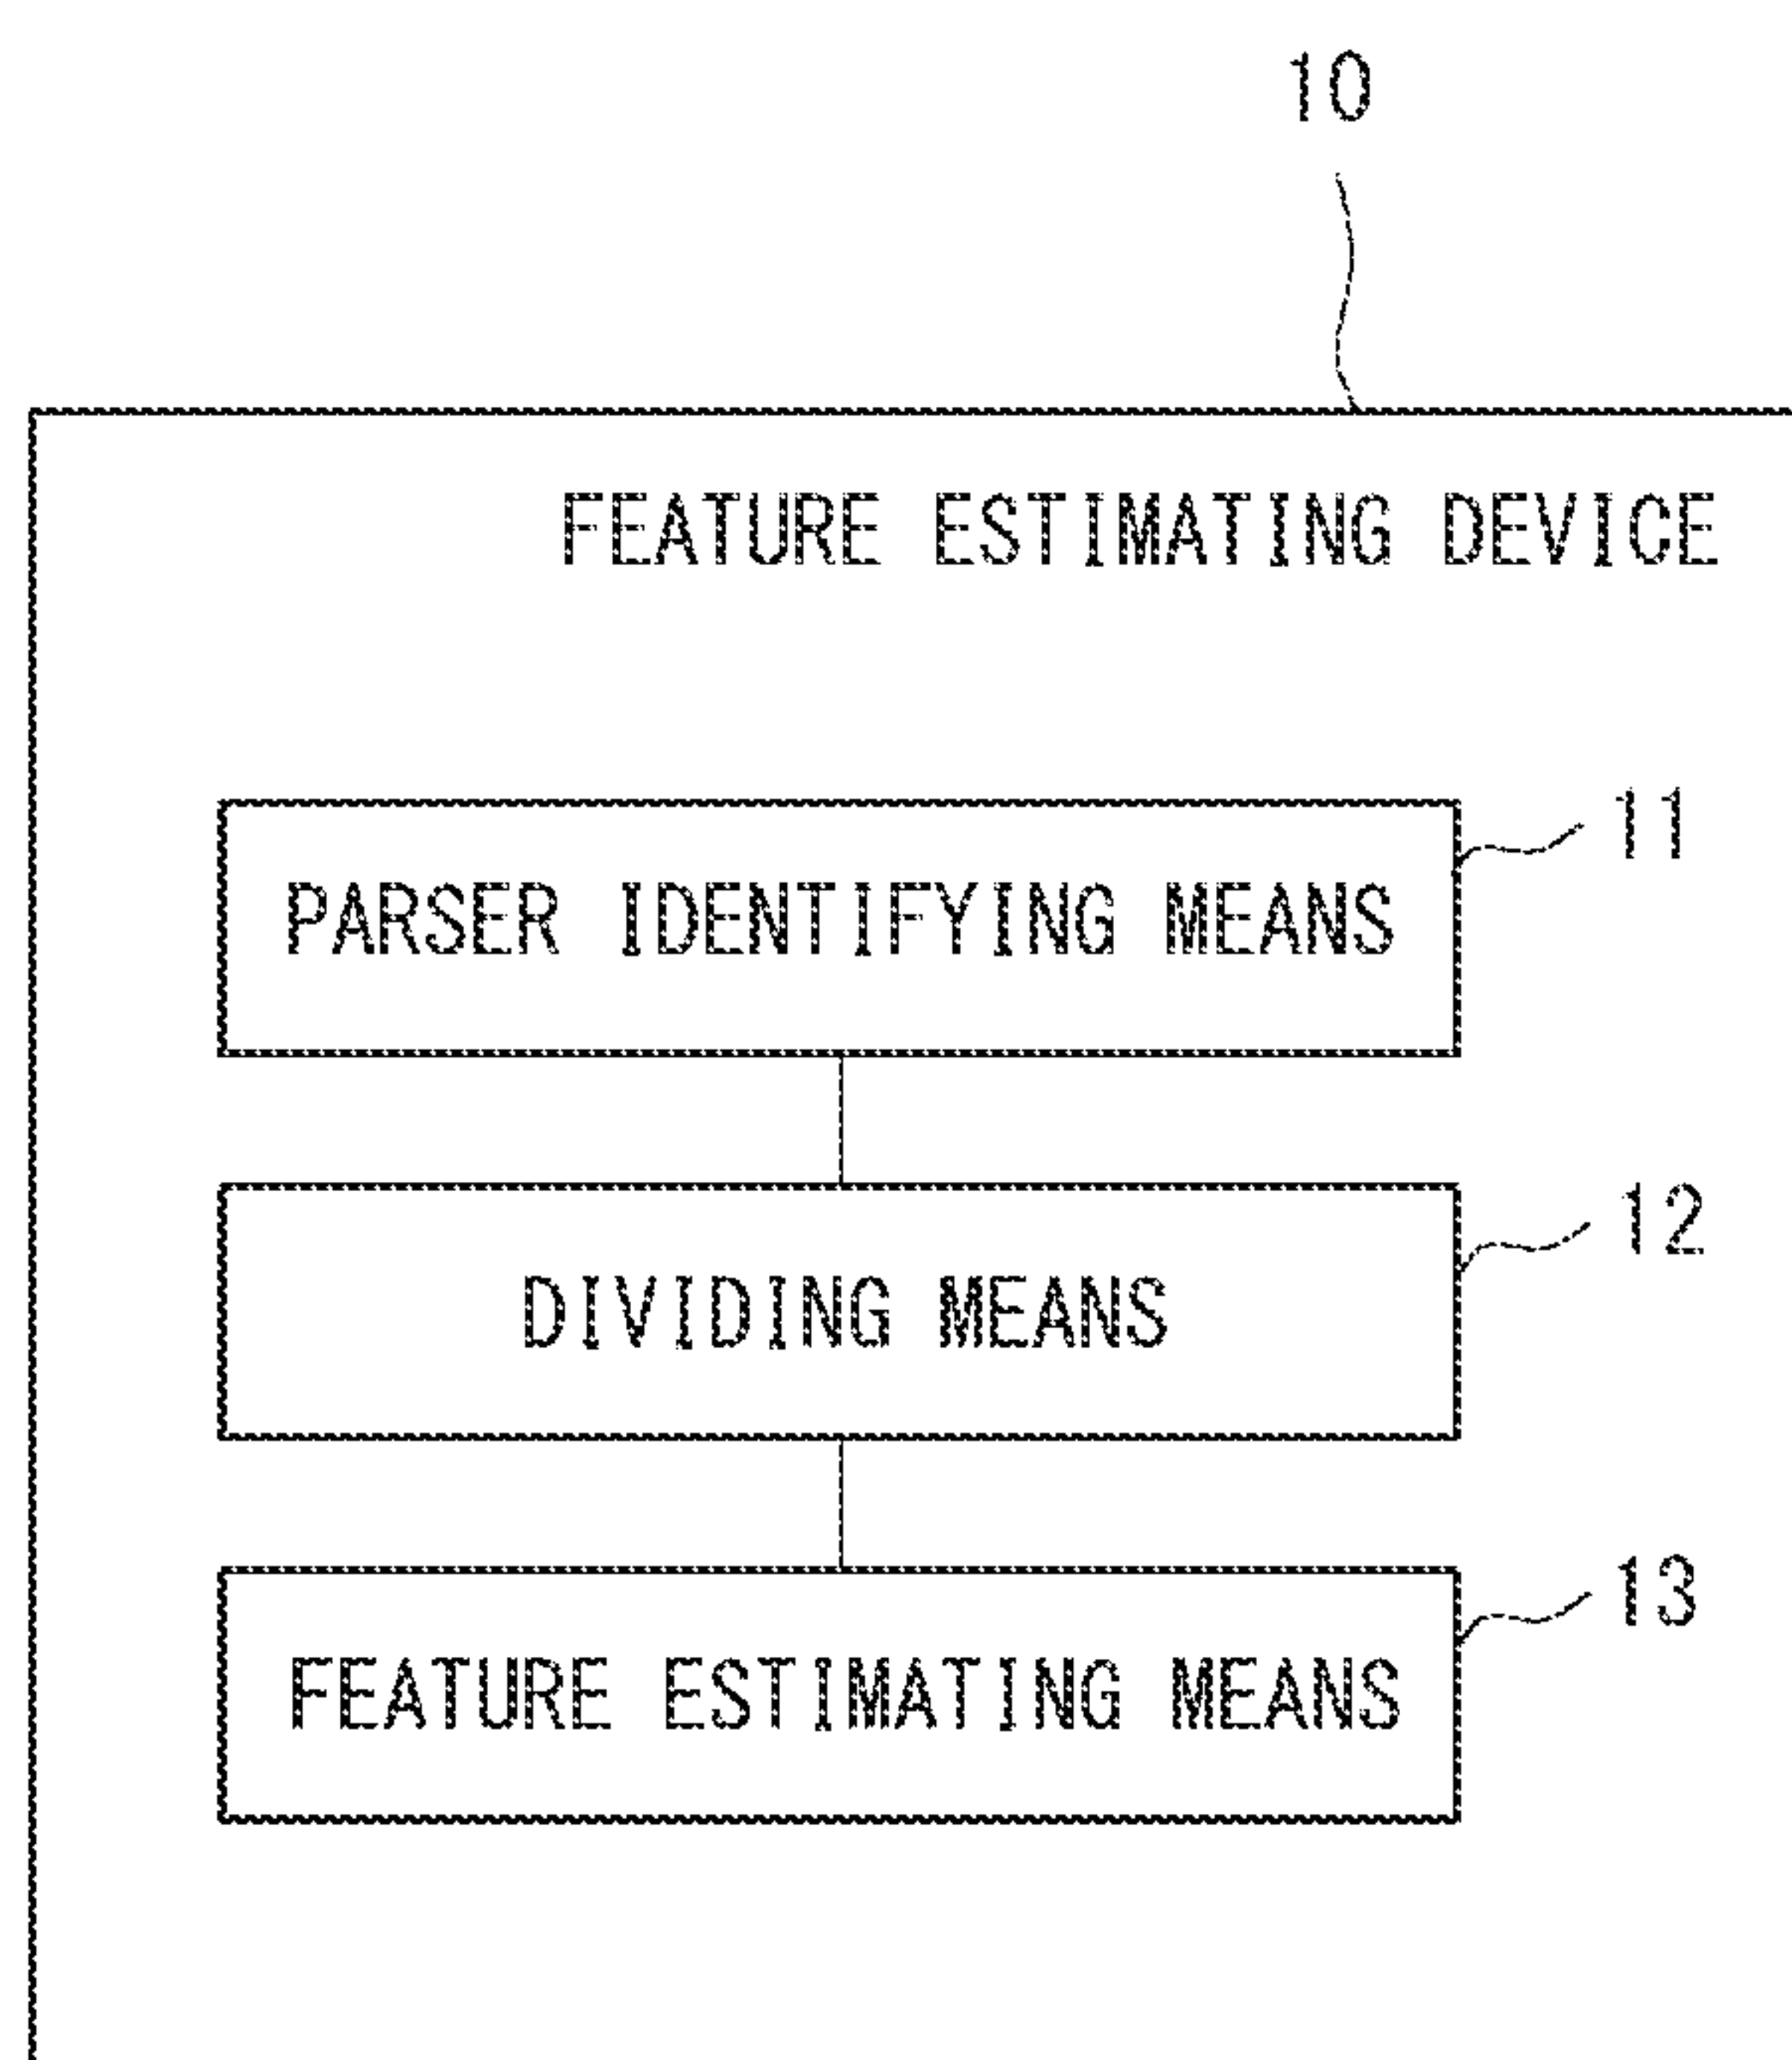 10
FEATURE ESTIMATING DEVICE
11
PARSER IDENTIFYING MEANS
12
DIVIDING MEANS
13
FEATURE ESTIMATING MEANS